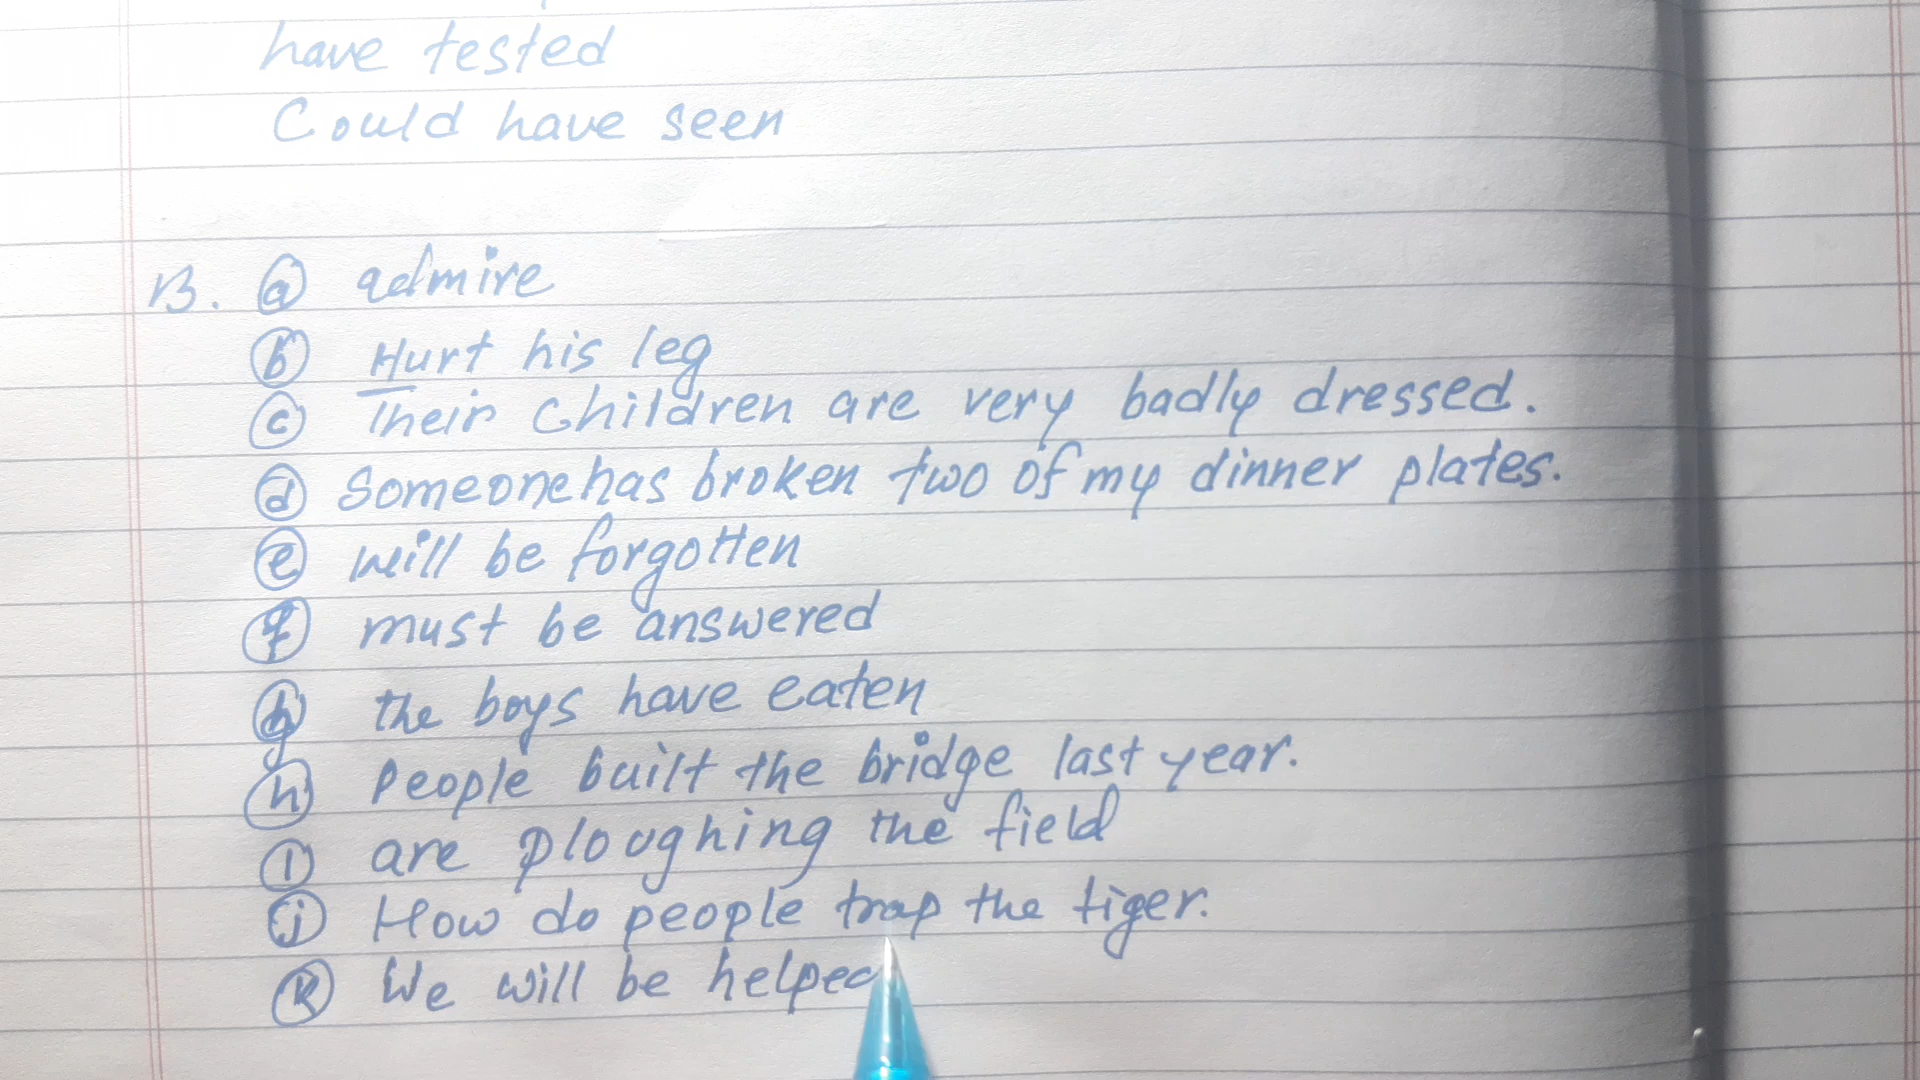 have tested
Could have seen
B. (a) admire
(b) Hurt his leg
(c) Their Children are very badly dressed.
(d) Someone has broken two of my dinner plates.
(e) will be forgotten
(f) must be answered
(g) the boys have eaten
(h) People built the bridge last year.
(i) are ploughing the field
(j) How do people trap the tiger.
(k) We will be helped